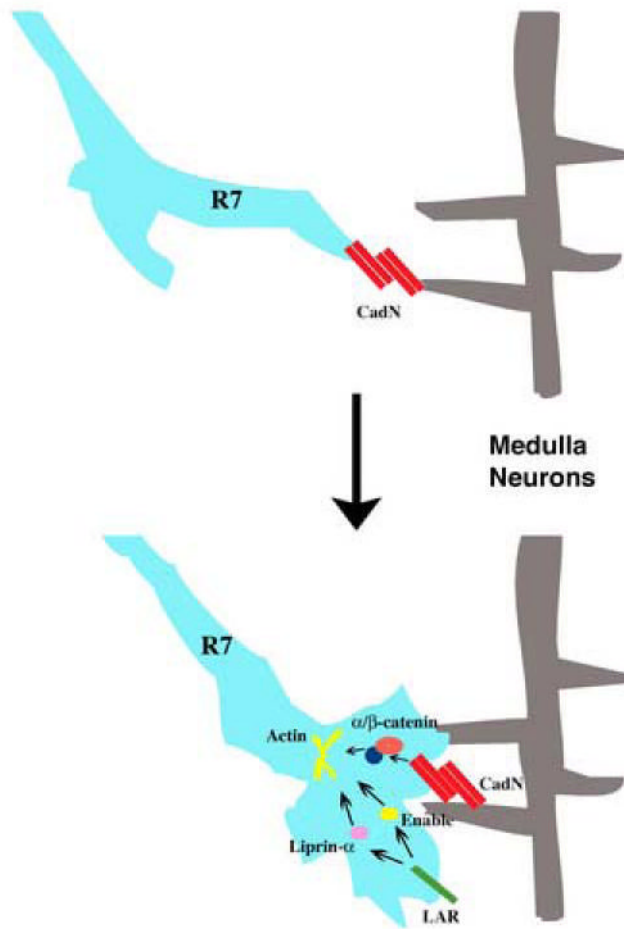 R7
CadN
Medulla
Neurons
R7
Actin
α/β-catenin
CadN
Enable
Liprin-α
LAR